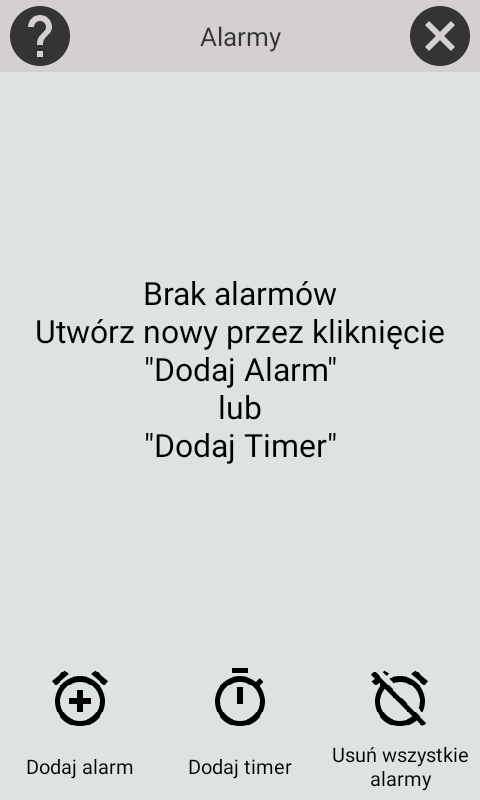 Alarmy
Brak alarmów
Utwórz nowy przez kliknięcie
"Dodaj Alarm"
lub
"Dodaj Timer"
Dodaj alarm
Dodaj timer
Usuń wszystkie
alarmy